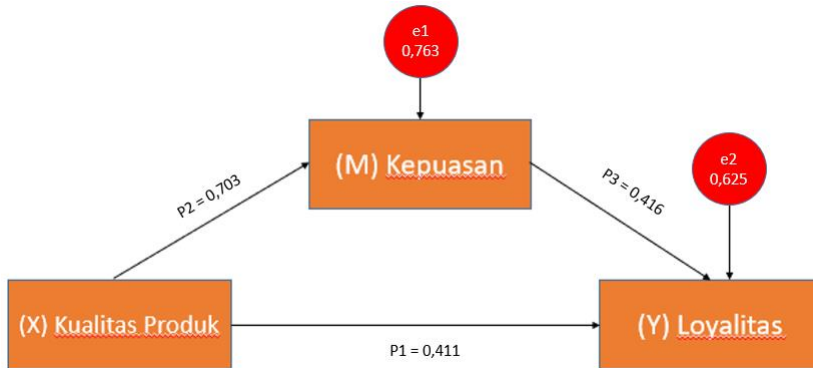 e1
0,763
(M) Kepuasan
e2
0,625
P2 = 0,703
P3 = 0,416
(X) Kualitas Produk
(Y) Loyalitas
P1 = 0,411